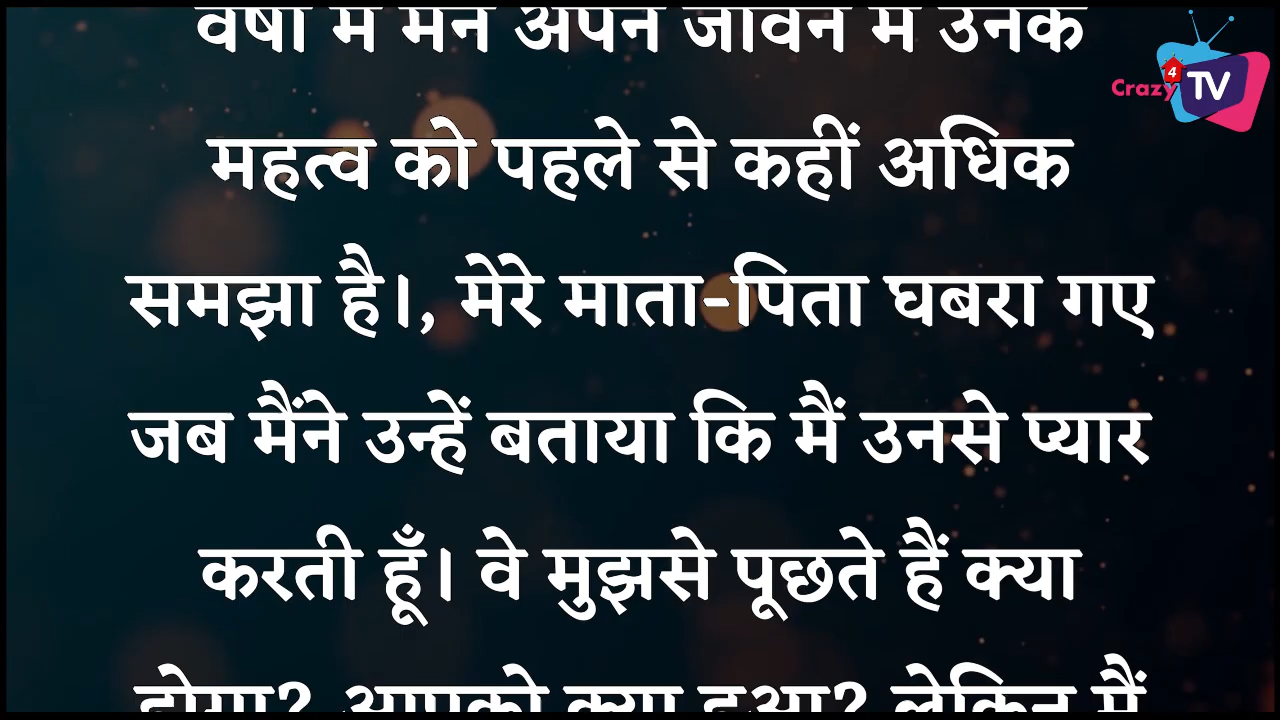 वर्षों में मैंने अपने जीवन में उनके
महत्व को पहले से कहीं अधिक
समझा है।, मेरे माता-पिता घबरा गए
जब मैंने उन्हें बताया कि मैं उनसे प्यार
करती हूँ। वे मुझसे पूछते हैं क्या
होगा? आपको क्या हुआ? लेकिन मैं
Crazy 4 TV